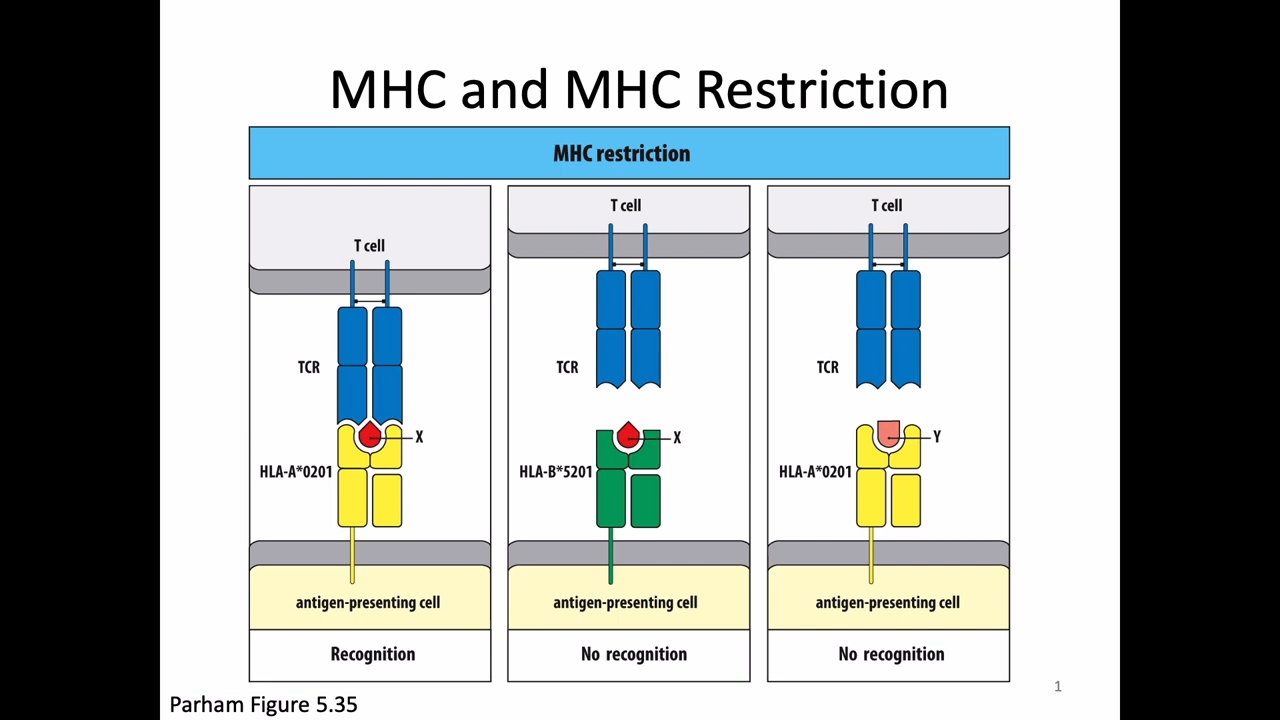 MHC and MHC Restriction
MHC restriction
T cell
TCR
X
HLA-A*0201
antigen-presenting cell
Recognition
T cell
TCR
X
HLA-B*5201
antigen-presenting cell
No recognition
T cell
TCR
Y
HLA-A*0201
antigen-presenting cell
No recognition
Parham Figure 5.35
1